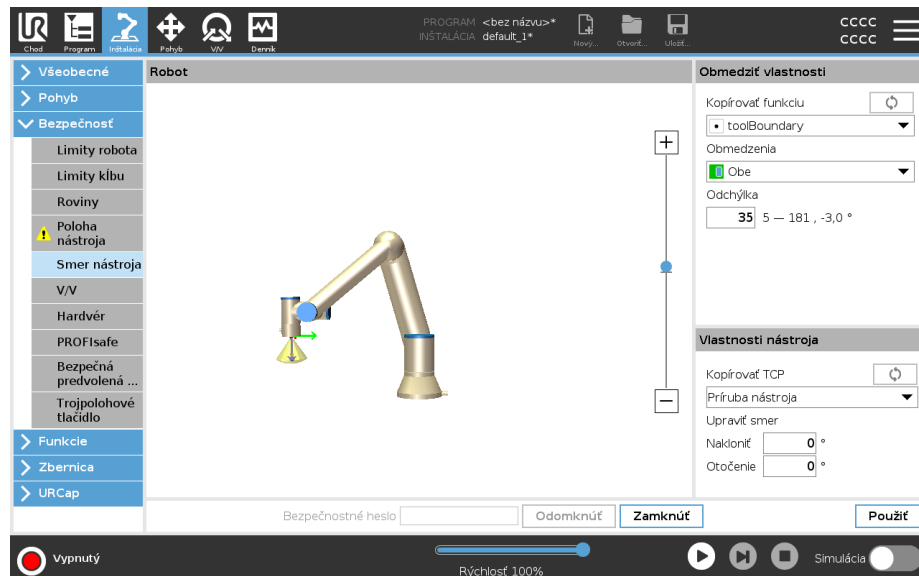 PROGRAM <bez názvu>*
INŠTALÁCIA default_1*
CCCC
CCCC
Chod Program Inštalácia Pohyb V/V Denník Nový... Otvoriť... Uložiť...
Všeobecné
Pohyb
Bezpečnosť
Limity robota
Limity kĺbu
Roviny
Poloha
nástroja
Smer nástroja
V/V
Hardvér
PROFIsafe
Bezpečná
predvolená ...
Trojpolohové
tlačidlo
Funkcie
Zbernica
URCap
Robot
Obmedziť vlastnosti
Kopírovať funkciu
toolBoundary
Obmedzenia
Obe
Odchýlka
35 5 — 181 , -3,0 °
Vlastnosti nástroja
Kopírovať TCP
Príruba nástroja
Upraviť smer
Nakloniť 0 °
Otočenie 0 °
Bezpečnostné heslo Odomknúť Zamknúť Použiť
Vypnutý
Rýchlosť 100%
Simulácia